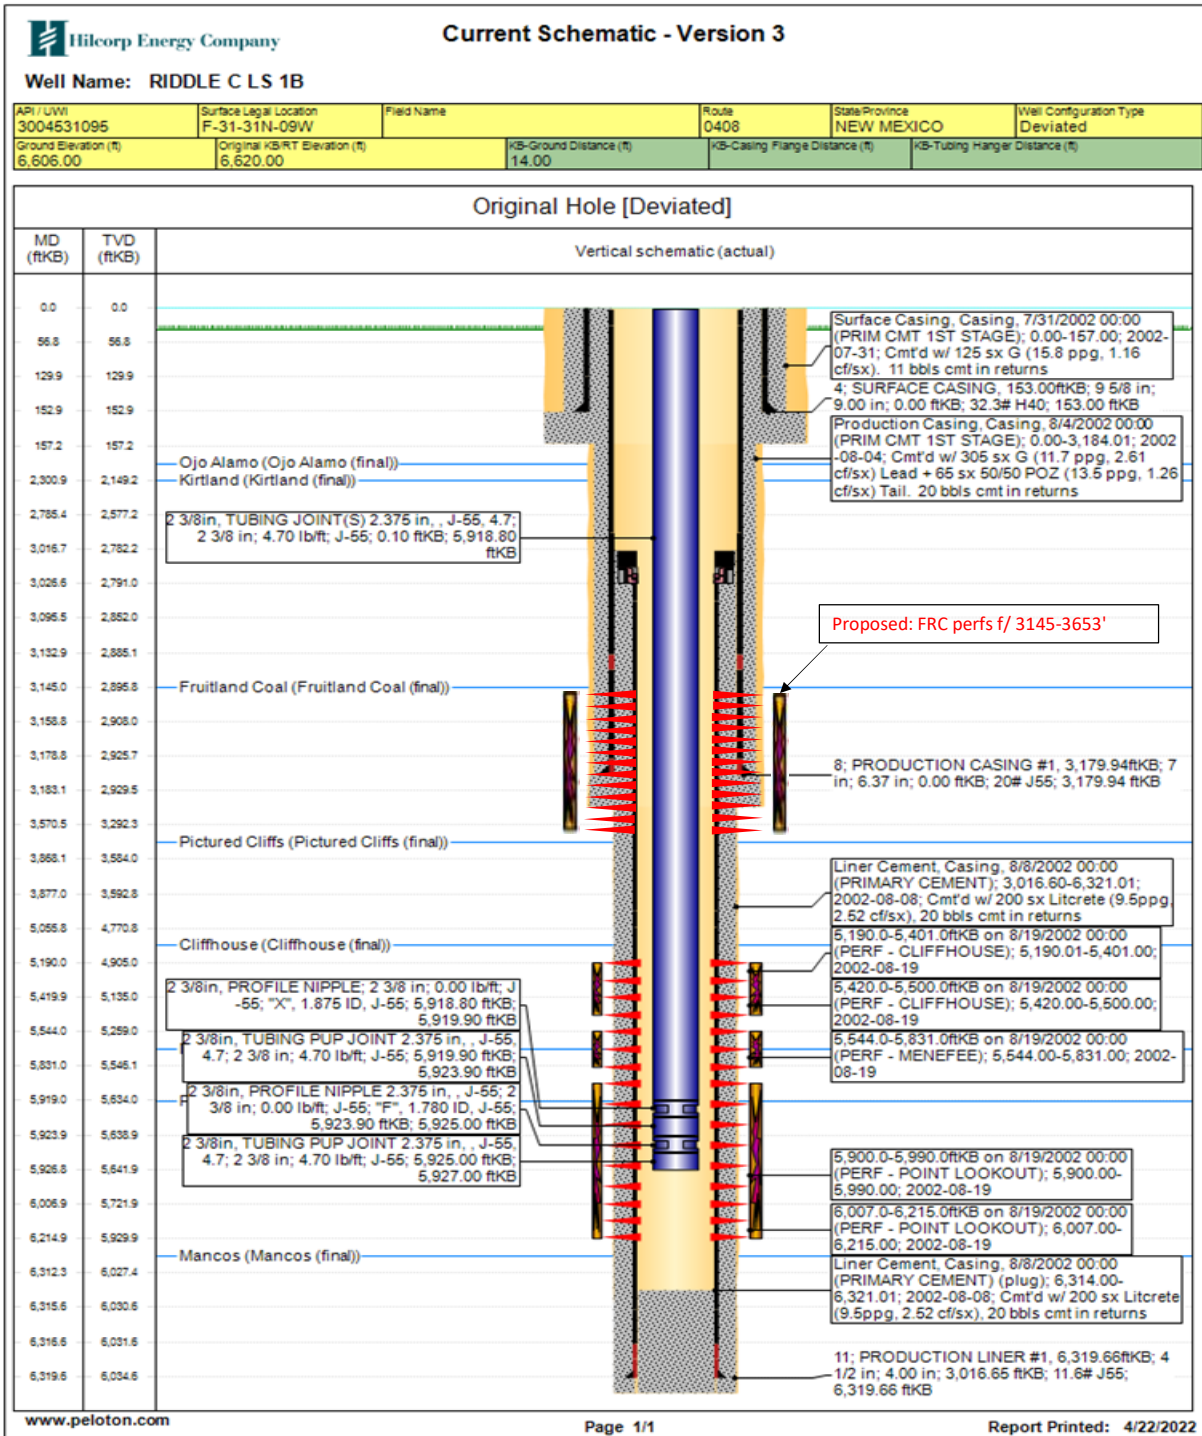 Hilcorp Energy Company
Current Schematic - Version 3
Well Name: RIDDLE C LS 1B
API / UWI
3004531095
Surface Legal Location
F-31-31N-09W
Field Name
Route
0408
State/Province
NEW MEXICO
Well Configuration Type
Deviated
Ground Elevation (ft)
6,606.00
Original KB/RT Elevation (ft)
6,620.00
KB-Ground Distance (ft)
14.00
KB-Casing Flange Distance (ft)
KB-Tubing Hanger Distance (ft)
Original Hole [Deviated]
MD (ftKB)
TVD (ftKB)
Vertical schematic (actual)
0.0 0.0
56.8 56.8
129.9 129.9
152.9 152.9
157.2 157.2
2,300.9 2,149.2
2,785.4 2,577.2
3,016.7 2,782.2
3,026.6 2,791.0
3,095.5 2,852.0
3,132.9 2,885.1
3,145.0 2,895.8
3,158.8 2,908.0
3,178.8 2,925.7
3,183.1 2,929.5
3,570.5 3,292.3
3,868.1 3,584.0
3,877.0 3,592.8
5,055.8 4,770.8
5,190.0 4,905.0
5,419.9 5,135.0
5,544.0 5,259.0
5,831.0 5,546.1
5,919.0 5,634.0
5,923.9 5,638.9
5,926.8 5,641.9
6,006.9 5,721.9
6,214.9 5,929.9
6,312.3 6,027.4
6,315.6 6,030.6
6,316.6 6,031.6
6,319.6 6,034.6
Ojo Alamo (Ojo Alamo (final))
Kirtland (Kirtland (final))
2 3/8in, TUBING JOINT(S) 2.375 in, , J-55, 4.7;
2 3/8 in; 4.70 lb/ft; J-55; 0.10 ftKB; 5,918.80
ftKB
Fruitland Coal (Fruitland Coal (final))
Pictured Cliffs (Pictured Cliffs (final))
Cliffhouse (Cliffhouse (final))
2 3/8in, PROFILE NIPPLE; 2 3/8 in; 0.00 lb/ft; J
-55; "X", 1.875 ID, J-55; 5,918.80 ftKB;
5,919.90 ftKB
2 3/8in, TUBING PUP JOINT 2.375 in, , J-55,
4.7; 2 3/8 in; 4.70 lb/ft; J-55; 5,919.90 ftKB;
5,923.90 ftKB
2 3/8in, PROFILE NIPPLE 2.375 in, , J-55; 2
3/8 in; 0.00 lb/ft; J-55; "F", 1.780 ID, J-55;
5,923.90 ftKB; 5,925.00 ftKB
2 3/8in, TUBING PUP JOINT 2.375 in, , J-55,
4.7; 2 3/8 in; 4.70 lb/ft; J-55; 5,925.00 ftKB;
5,927.00 ftKB
Mancos (Mancos (final))
Surface Casing, Casing, 7/31/2002 00:00
(PRIM CMT 1ST STAGE); 0.00-157.00; 2002-
07-31; Cmt'd w/ 125 sx G (15.8 ppg, 1.16
cf/sx). 11 bbls cmt in returns
4; SURFACE CASING, 153.00ftKB; 9 5/8 in;
9.00 in; 0.00 ftKB; 32.3# H40; 153.00 ftKB
Production Casing, Casing, 8/4/2002 00:00
(PRIM CMT 1ST STAGE); 0.00-3,184.01; 2002
-08-04; Cmt'd w/ 305 sx G (11.7 ppg, 2.61
cf/sx) Lead + 65 sx 50/50 POZ (13.5 ppg, 1.26
cf/sx) Tail. 20 bbls cmt in returns
Proposed: FRC perfs f/ 3145-3653'
8; PRODUCTION CASING #1, 3,179.94ftKB; 7
in; 6.37 in; 0.00 ftKB; 20# J55; 3,179.94 ftKB
Liner Cement, Casing, 8/8/2002 00:00
(PRIMARY CEMENT); 3,016.60-6,321.01;
2002-08-08; Cmt'd w/ 200 sx Litcrete (9.5ppg,
2.52 cf/sx), 20 bbls cmt in returns
5,190.0-5,401.0ftKB on 8/19/2002 00:00
(PERF - CLIFFHOUSE); 5,190.01-5,401.00;
2002-08-19
5,420.0-5,500.0ftKB on 8/19/2002 00:00
(PERF - CLIFFHOUSE); 5,420.00-5,500.00;
2002-08-19
5,544.0-5,831.0ftKB on 8/19/2002 00:00
(PERF - MENEFEE); 5,544.00-5,831.00; 2002-
08-19
5,900.0-5,990.0ftKB on 8/19/2002 00:00
(PERF - POINT LOOKOUT); 5,900.00-
5,990.00; 2002-08-19
6,007.0-6,215.0ftKB on 8/19/2002 00:00
(PERF - POINT LOOKOUT); 6,007.00-
6,215.00; 2002-08-19
Liner Cement, Casing, 8/8/2002 00:00
(PRIMARY CEMENT) (plug); 6,314.00-
6,321.01; 2002-08-08; Cmt'd w/ 200 sx Litcrete
(9.5ppg, 2.52 cf/sx), 20 bbls cmt in returns
11; PRODUCTION LINER #1, 6,319.66ftKB; 4
1/2 in; 4.00 in; 3,016.65 ftKB; 11.6# J55;
6,319.66 ftKB
www.peloton.com
Page 1/1
Report Printed: 4/22/2022